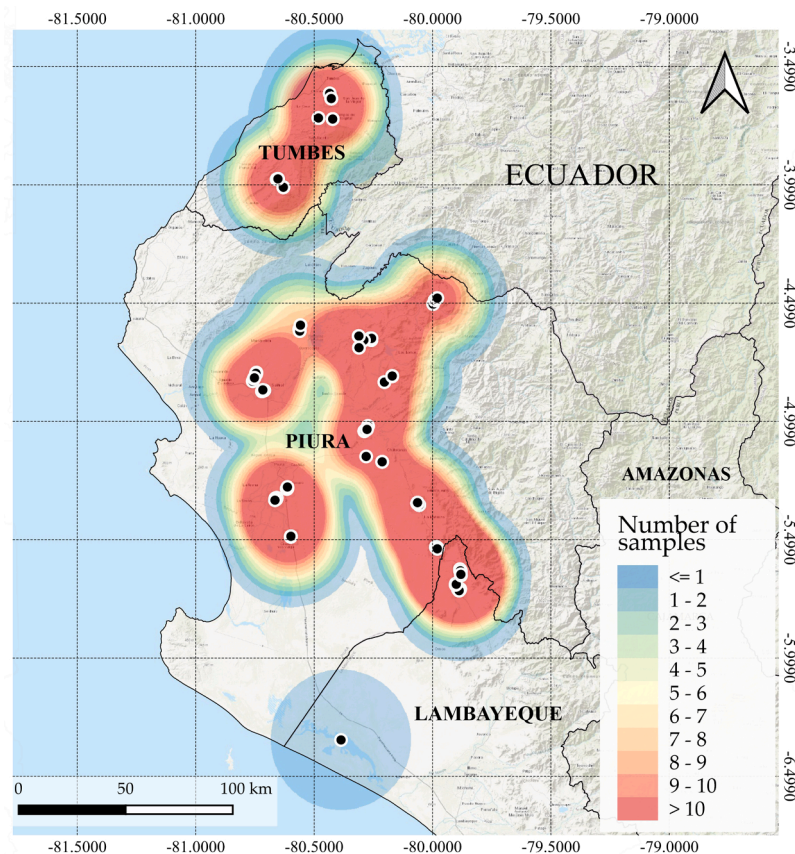 -81.5000 -81.0000 -80.5000 -80.0000 -79.5000 -79.0000
-3.4990
-3.9990
-4.4990
-4.9990
-5.4990
-5.9990
-6.4990
TUMBES
ECUADOR
PIURA
AMAZONAS
LAMBAYEQUE
Number of
samples
<= 1
1 - 2
2 - 3
3 - 4
4 - 5
5 - 6
6 - 7
7 - 8
8 - 9
9 - 10
> 10
0 50 100 km
-81.5000 -81.0000 -80.5000 -80.0000 -79.5000 -79.0000